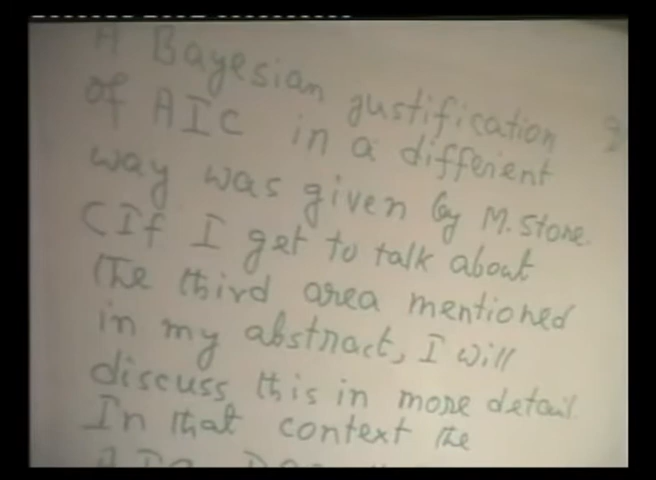 A Bayesian justification
of AIC in a different
way was given by M. Stone.
(If I get to talk about
the third area mentioned
in my abstract, I will
discuss this in more detail.
In that context the